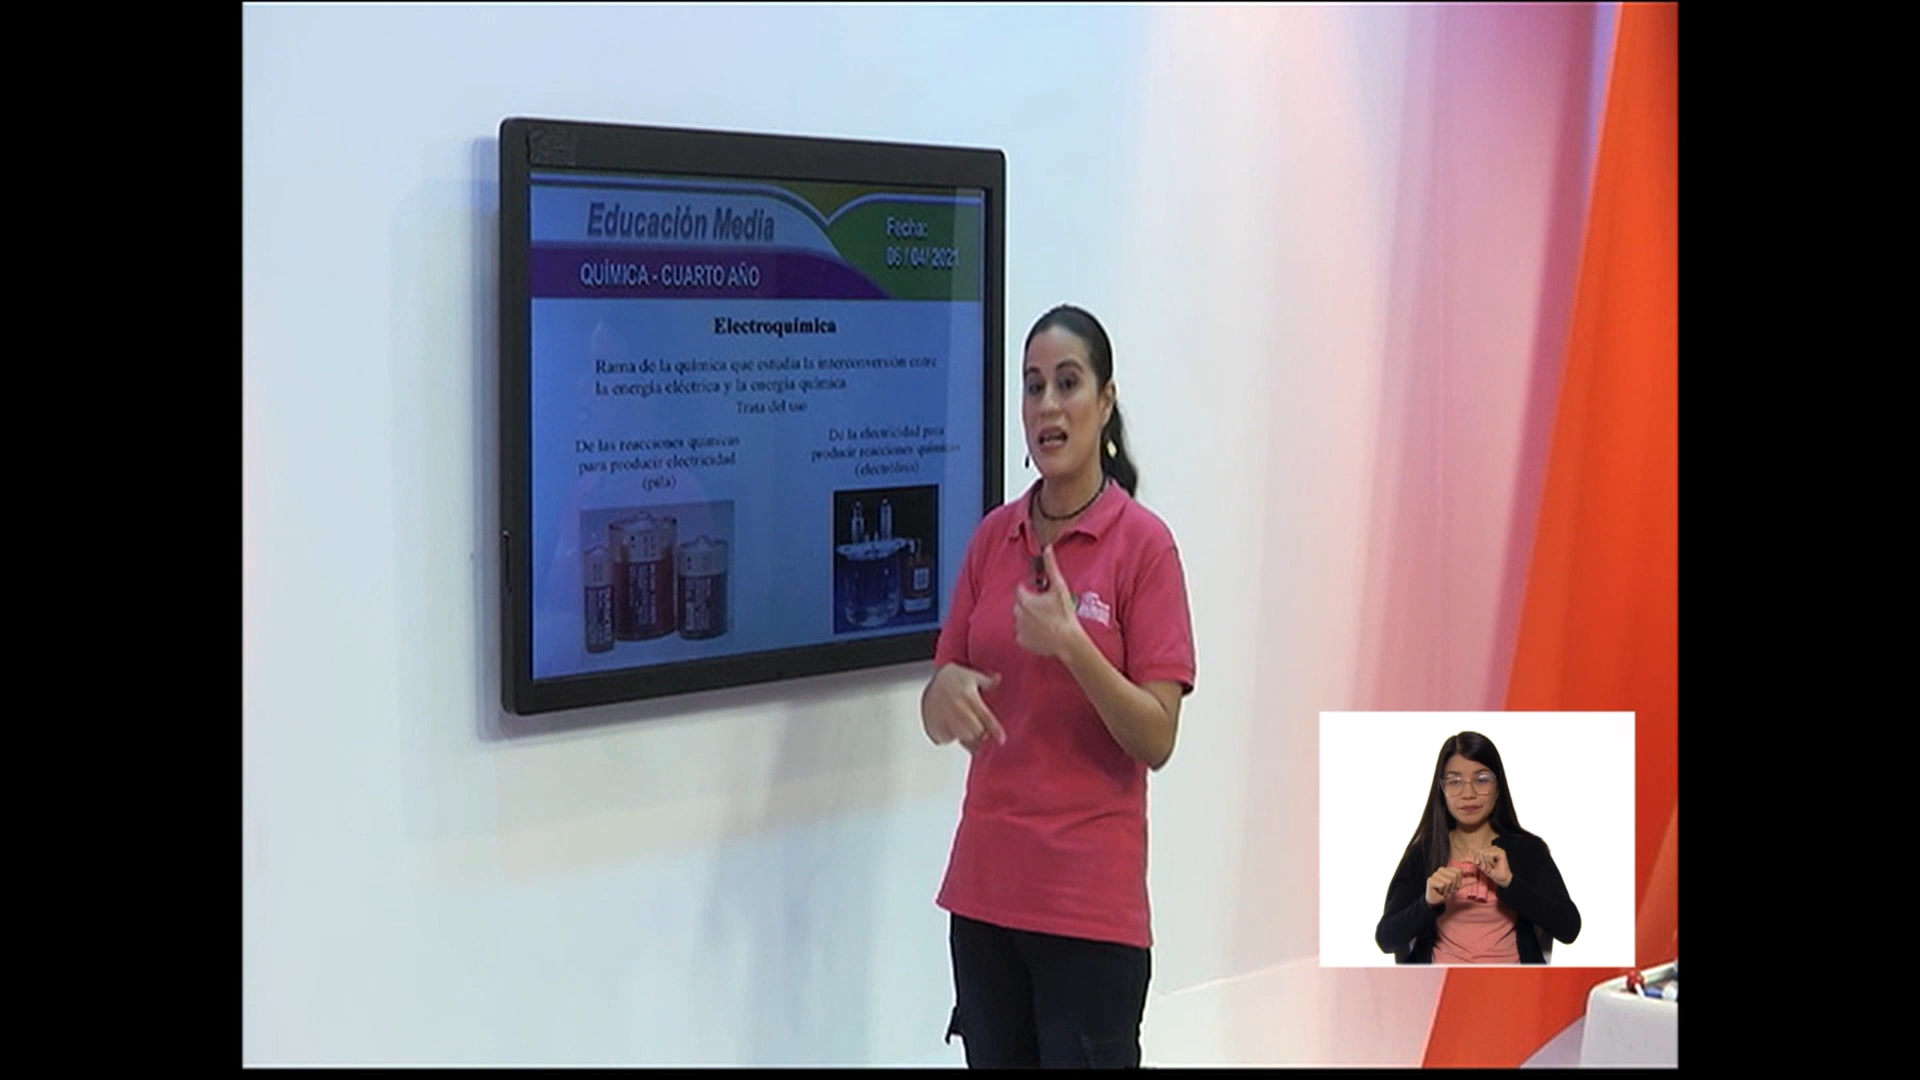 Educación Media
Fecha:
06 / 04/ 2021
QUÍMICA - CUARTO AÑO
Electroquímica
Rama de la química que estudia la interconversión entre
la energía eléctrica y la energía química
Trata del uso
De las reacciones químicas
para producir electricidad
(pila)
De la electricidad para
producir reacciones químicas
(electrólisis)